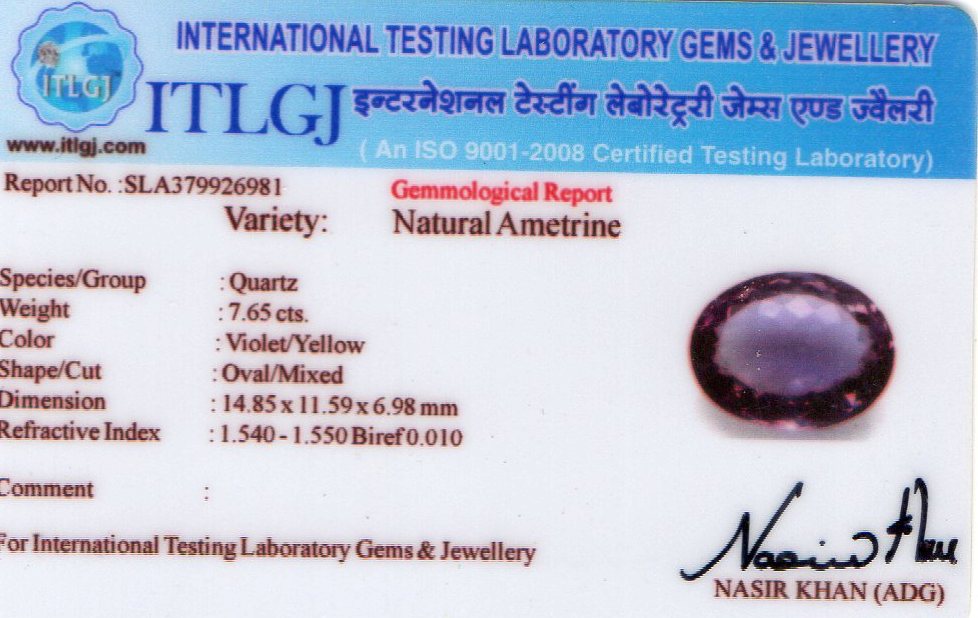 INTERNATIONAL TESTING LABORATORY GEMS & JEWELLERY
ITLGJ
ITLGJ इन्टरनेशनल टेस्टींग लेबोरेट्ररी जेम्स एण्ड ज्वैलरी
www.itlgj.com
( An ISO 9001-2008 Certified Testing Laboratory)
Report No. :SLA379926981
Gemmological Report
Variety: Natural Ametrine
Species/Group : Quartz
Weight : 7.65 cts.
Color : Violet/Yellow
Shape/Cut : Oval/Mixed
Dimension : 14.85 x 11.59 x 6.98 mm
Refractive Index : 1.540 - 1.550 Biref 0.010
Comment :
For International Testing Laboratory Gems & Jewellery
Nasir Khan
NASIR KHAN (ADG)